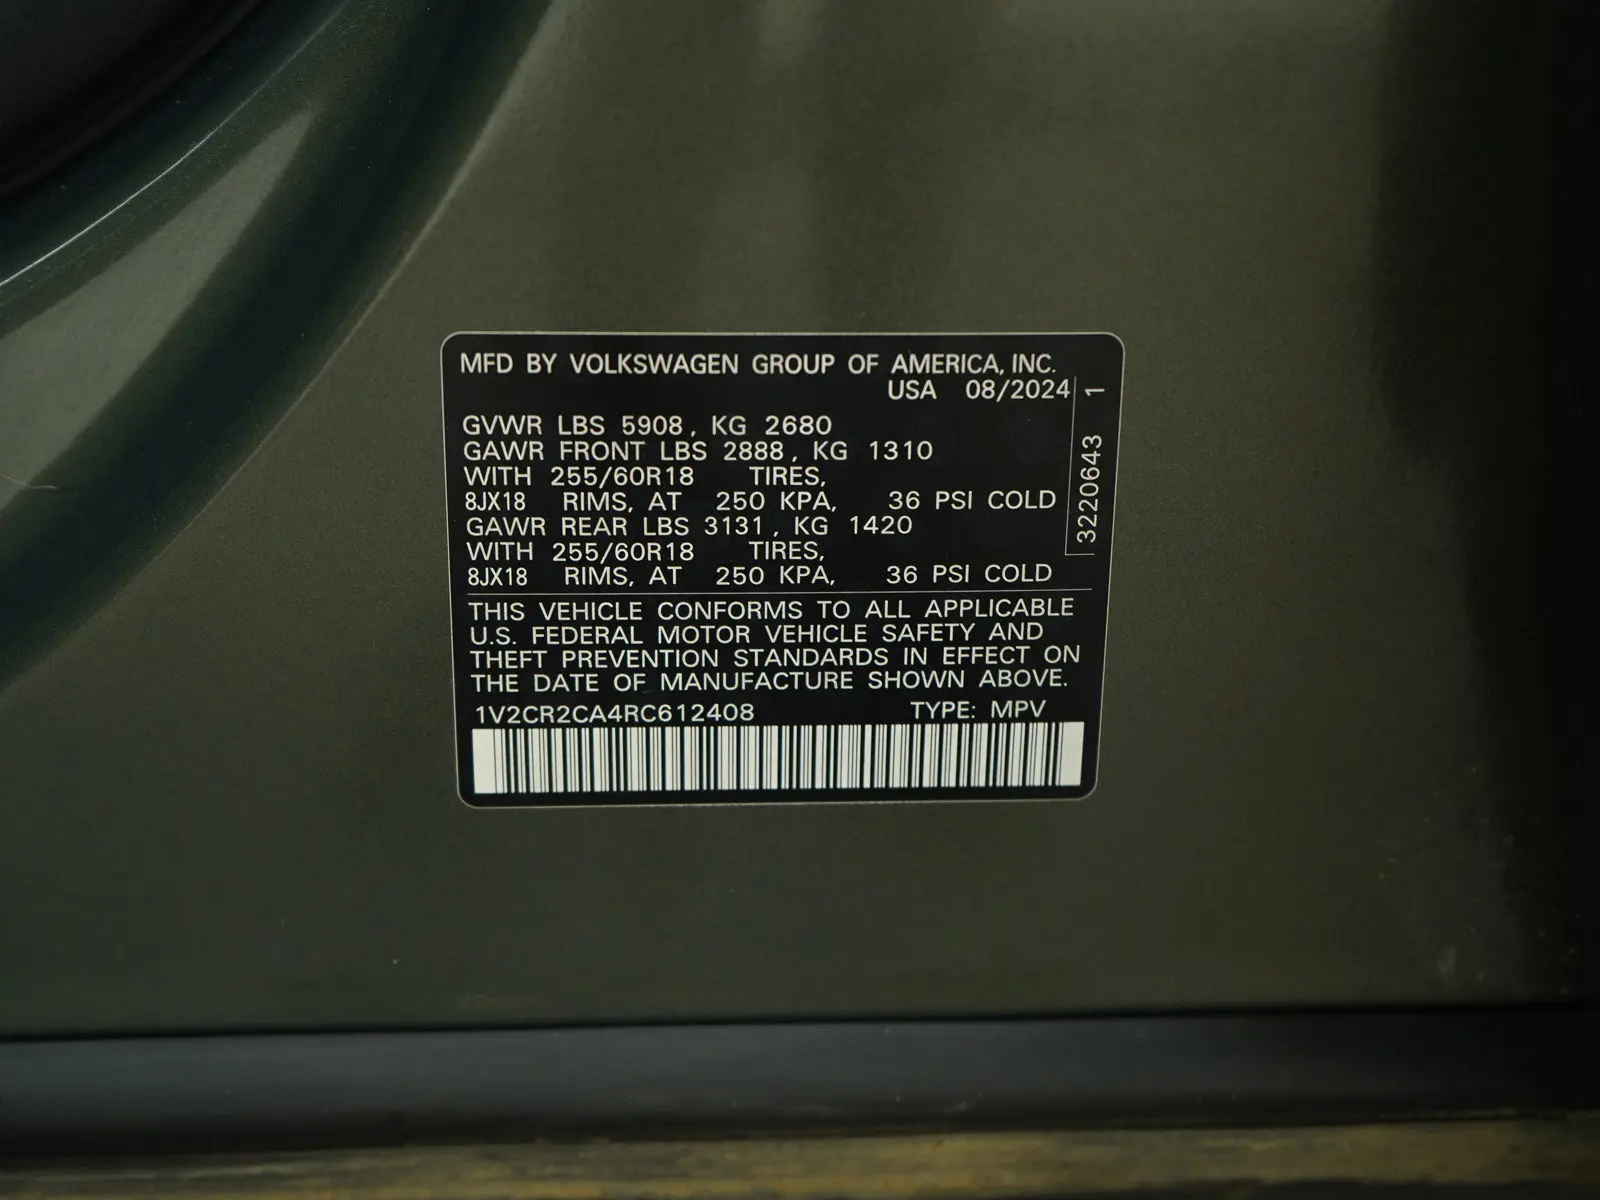 MFD BY VOLKSWAGEN GROUP OF AMERICA, INC.
USA 08/2024
GVWR LBS 5908, KG 2680
GAWR FRONT LBS 2888, KG 1310
WITH 255/60R18 TIRES,
8JX18 RIMS, AT 250 KPA, 36 PSI COLD
GAWR REAR LBS 3131, KG 1420
WITH 255/60R18 TIRES,
8JX18 RIMS, AT 250 KPA, 36 PSI COLD
THIS VEHICLE CONFORMS TO ALL APPLICABLE
U.S. FEDERAL MOTOR VEHICLE SAFETY AND
THEFT PREVENTION STANDARDS IN EFFECT ON
THE DATE OF MANUFACTURE SHOWN ABOVE.
1V2CR2CA4RC612408 TYPE: MPV
3220643 1